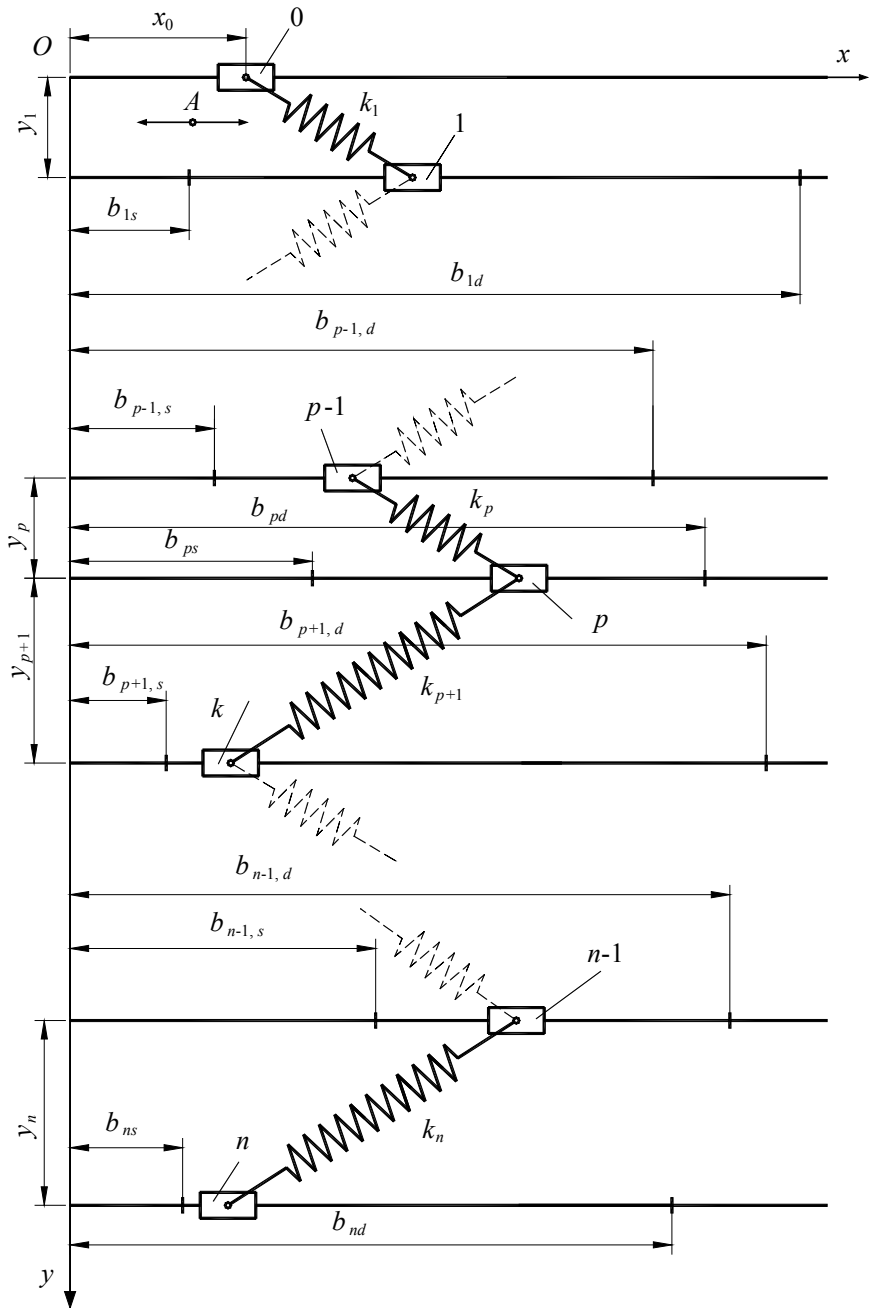 x₀
0
O
x
A
k₁
y₁
1
b₁s
b₁d
b p-1, d
b p-1, s
p-1
k p
b pd
y p
b ps
p
b p+1, d
y p+1
b p+1, s
k
k p+1
b n-1, d
b n-1, s
n-1
y n
b ns
k n
n
b nd
y